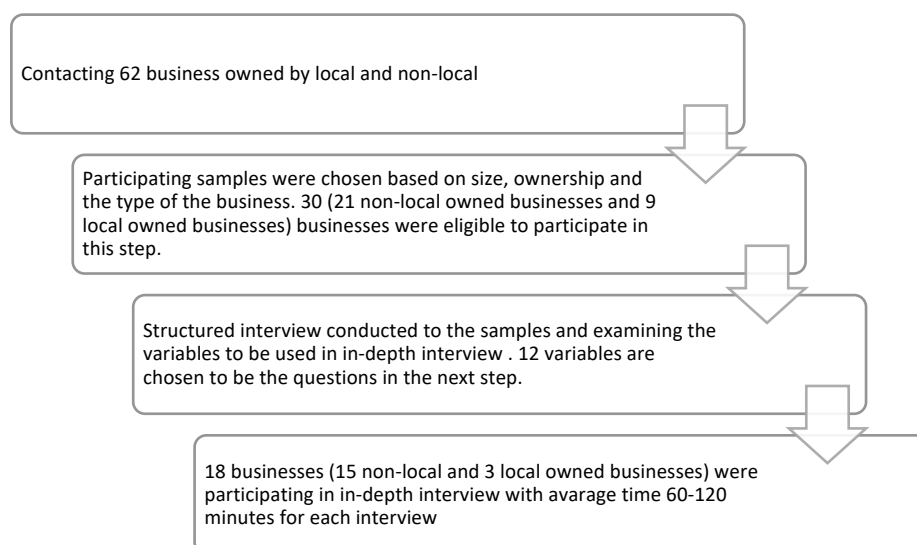 Contacting 62 business owned by local and non-local
Participating samples were chosen based on size, ownership and
the type of the business. 30 (21 non-local owned businesses and 9
local owned businesses) businesses were eligible to participate in
this step.
Structured interview conducted to the samples and examining the
variables to be used in in-depth interview . 12 variables are
chosen to be the questions in the next step.
18 businesses (15 non-local and 3 local owned businesses) were
participating in in-depth interview with avarage time 60-120
minutes for each interview